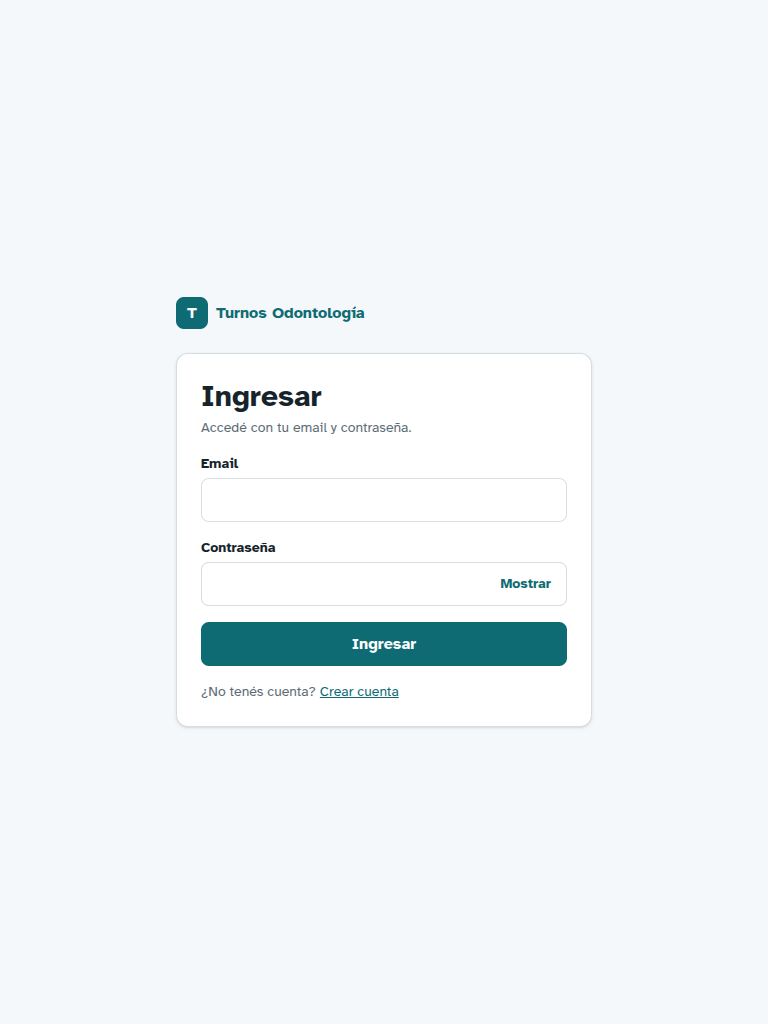 T
Turnos Odontología
Ingresar
Accedé con tu email y contraseña.
Email
Contraseña
Mostrar
Ingresar
¿No tenés cuenta? Crear cuenta